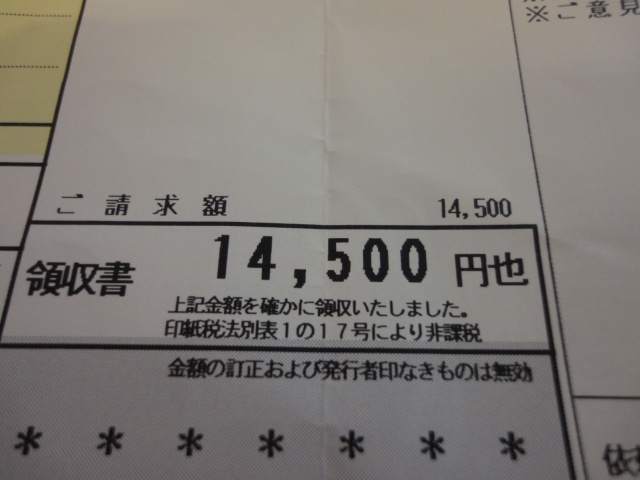 ※ご意見
ご請求額 14,500
領収書 14,500 円也
上記金額を確かに領収いたしました。
印紙税法別表1の17号により非課税
金額の訂正および発行者印なきものは無効
* * * * * * *